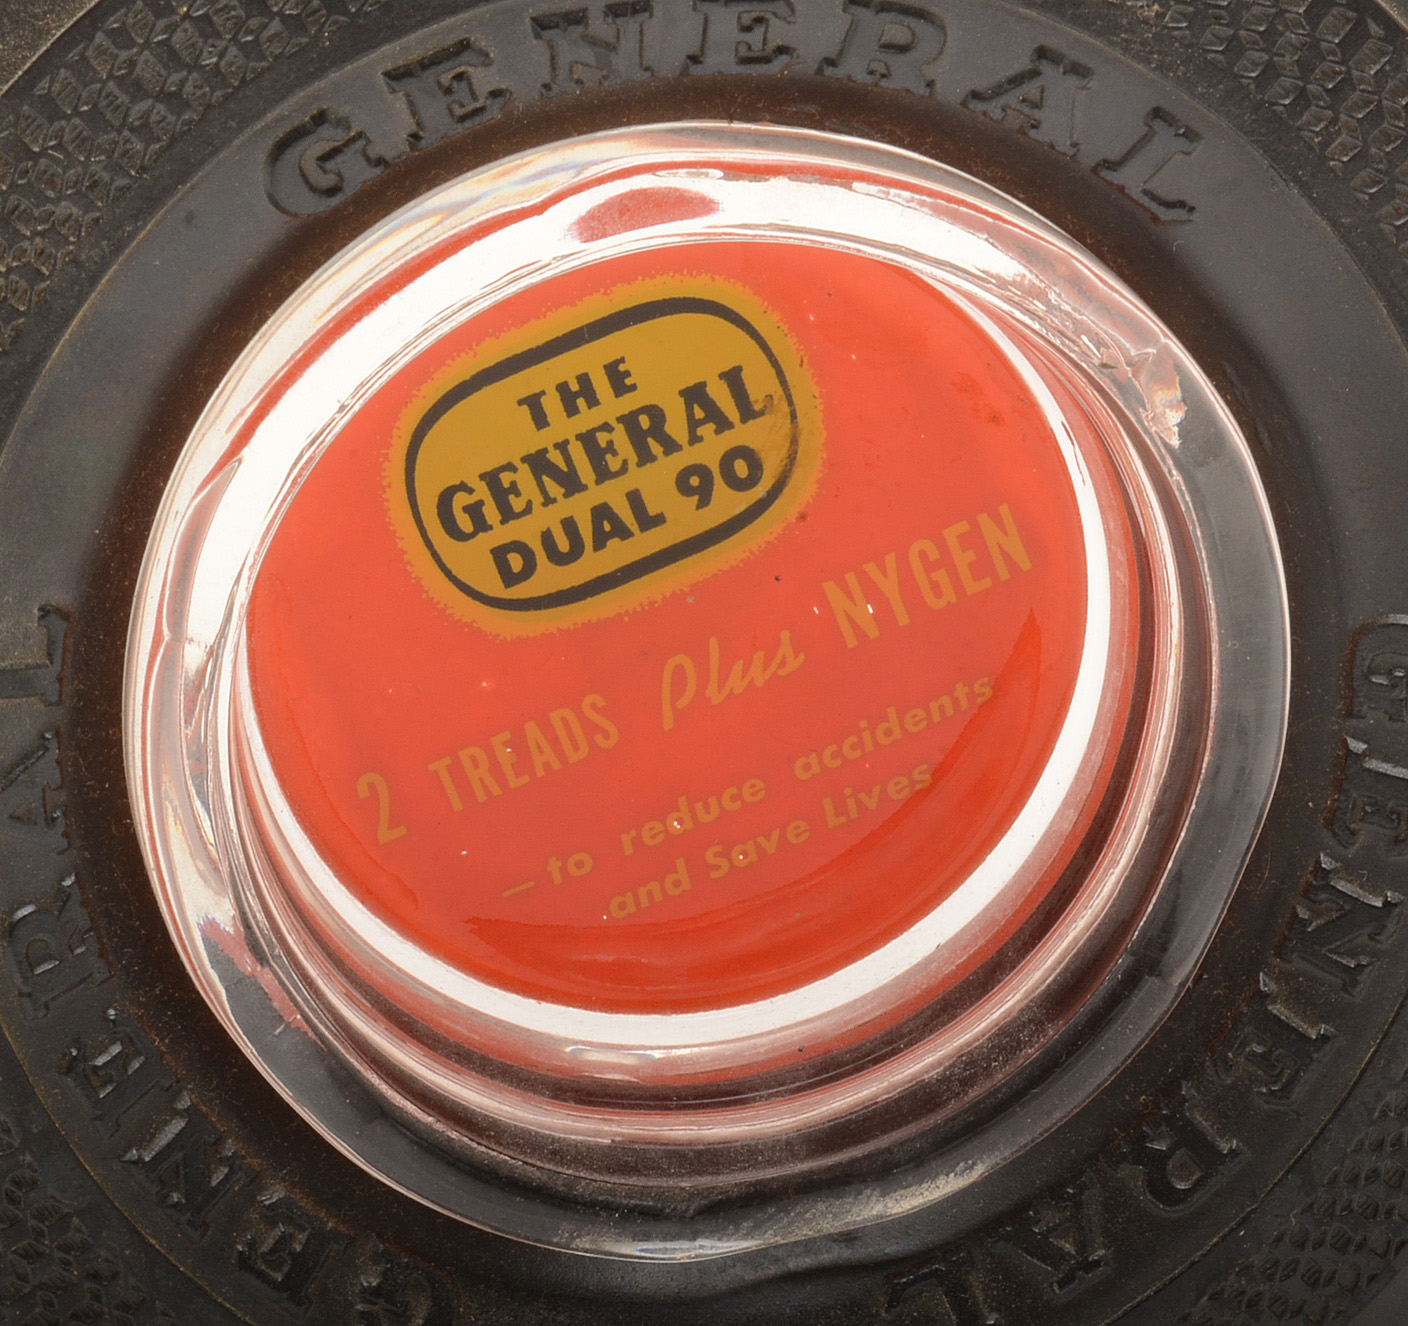 GENERAL
THE
GENERAL
DUAL 90
2 TREADS Plus NYGEN
— to reduce accidents
and Save Lives
GENERAL
GENERAL